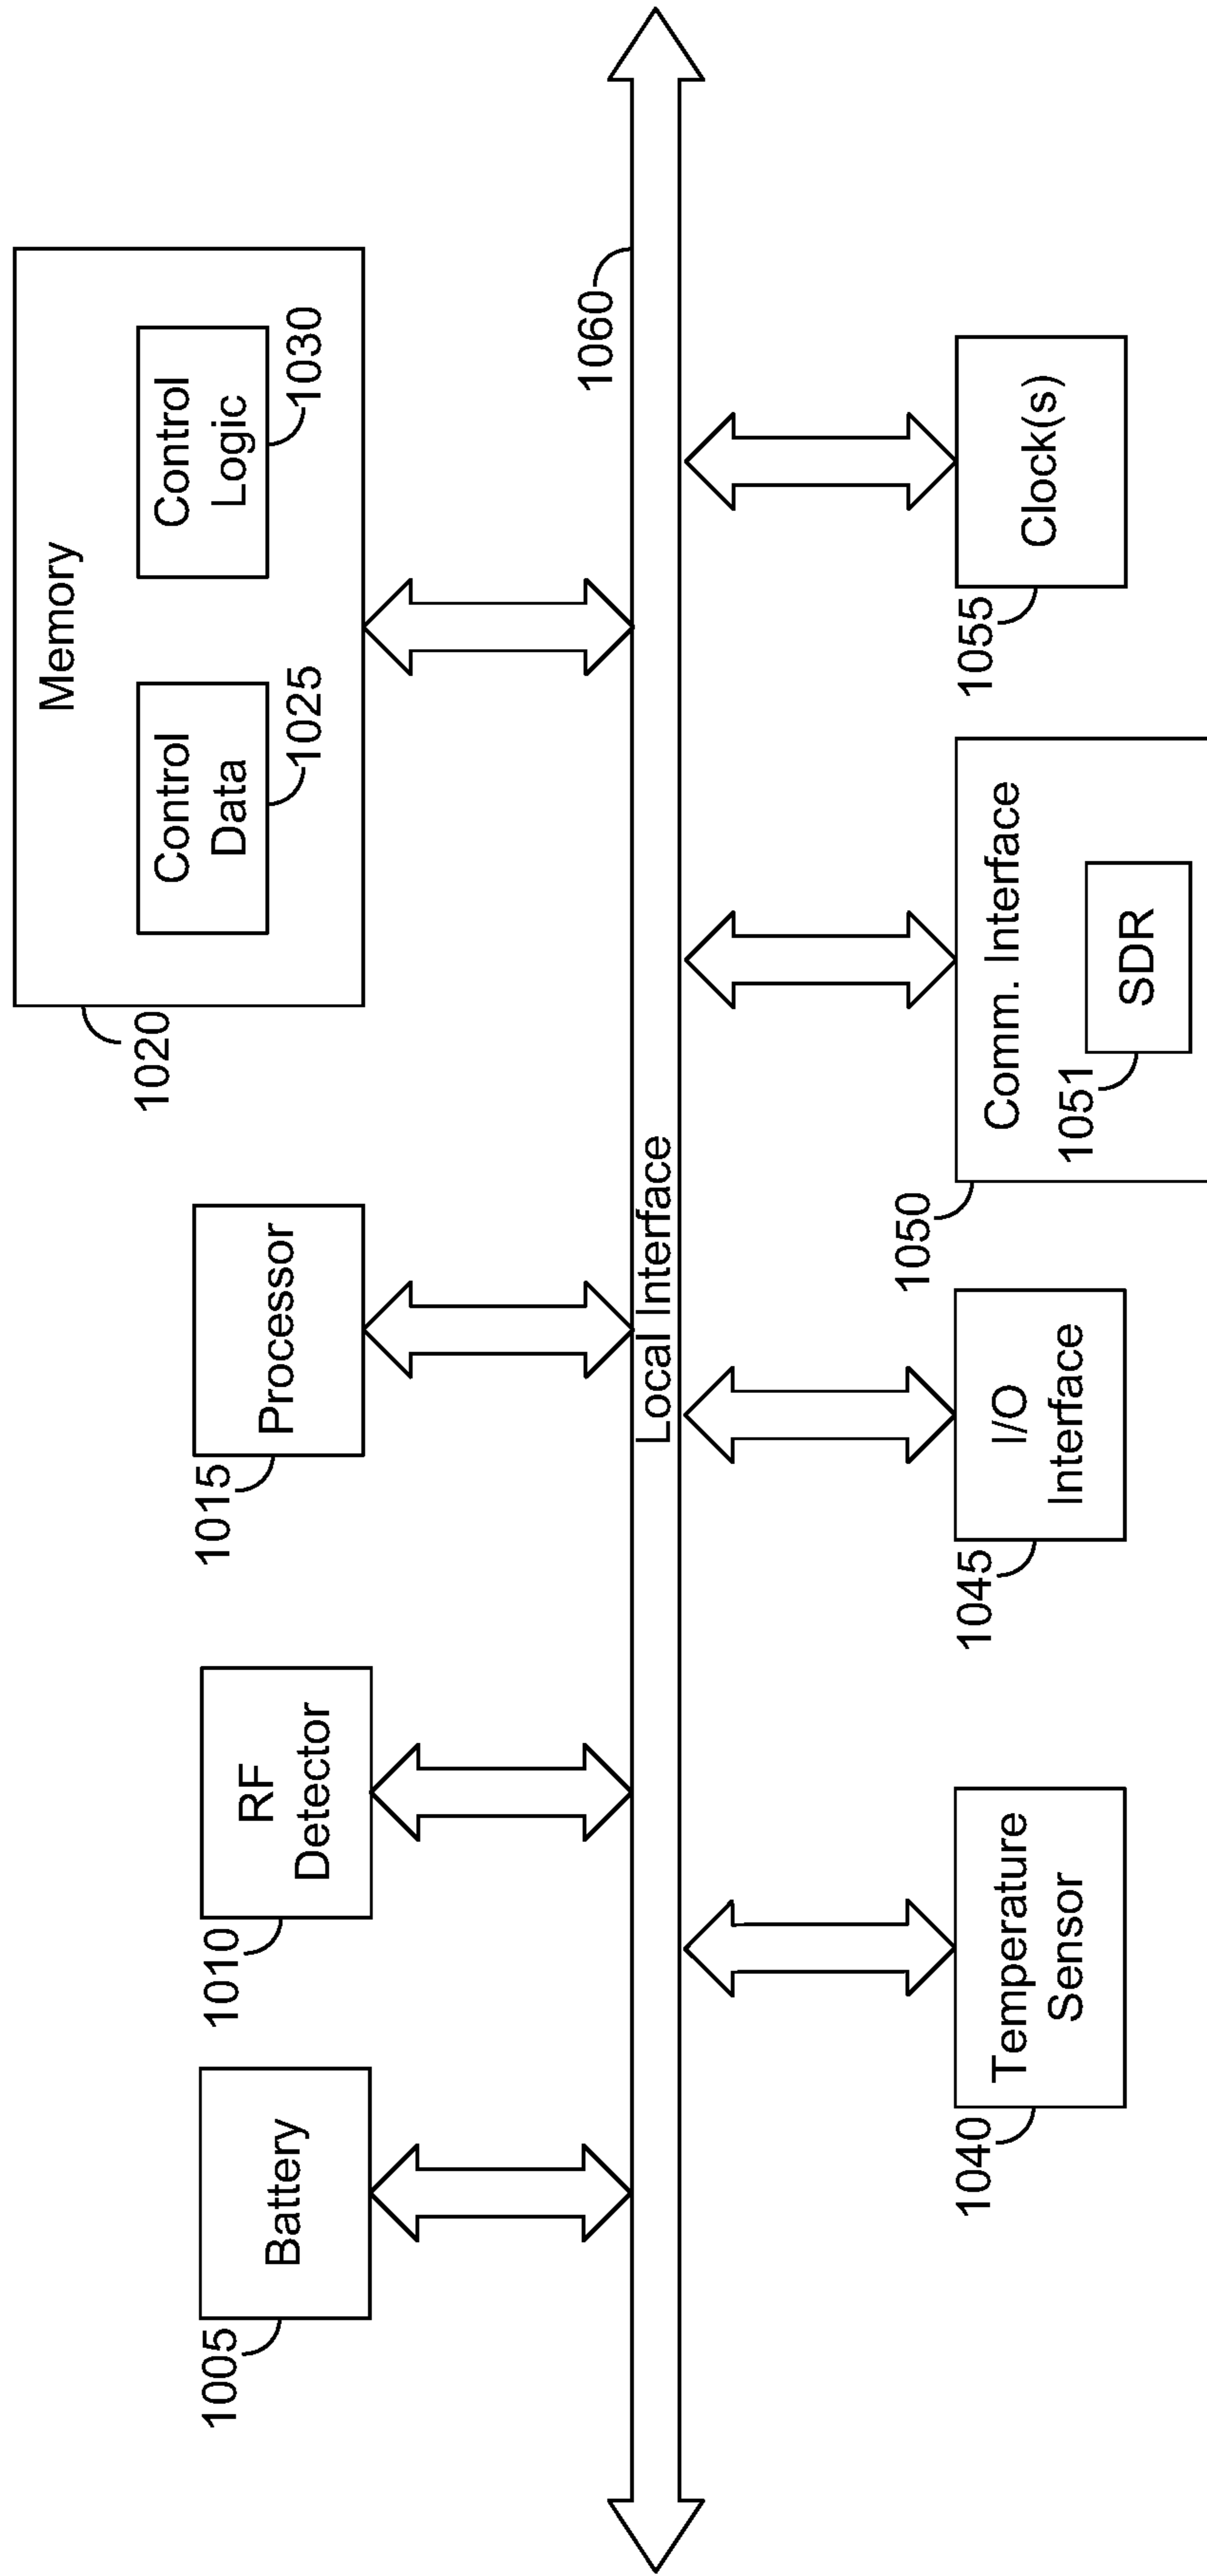 Memory
Control
Data
1025
Control
Logic
1030
1020
Battery
1005
RF
Detector
1010
Processor
1015
1060
Local Interface
Temperature
Sensor
1040
I/O
Interface
1045
1050
Comm. Interface
1051
SDR
Clock(s)
1055